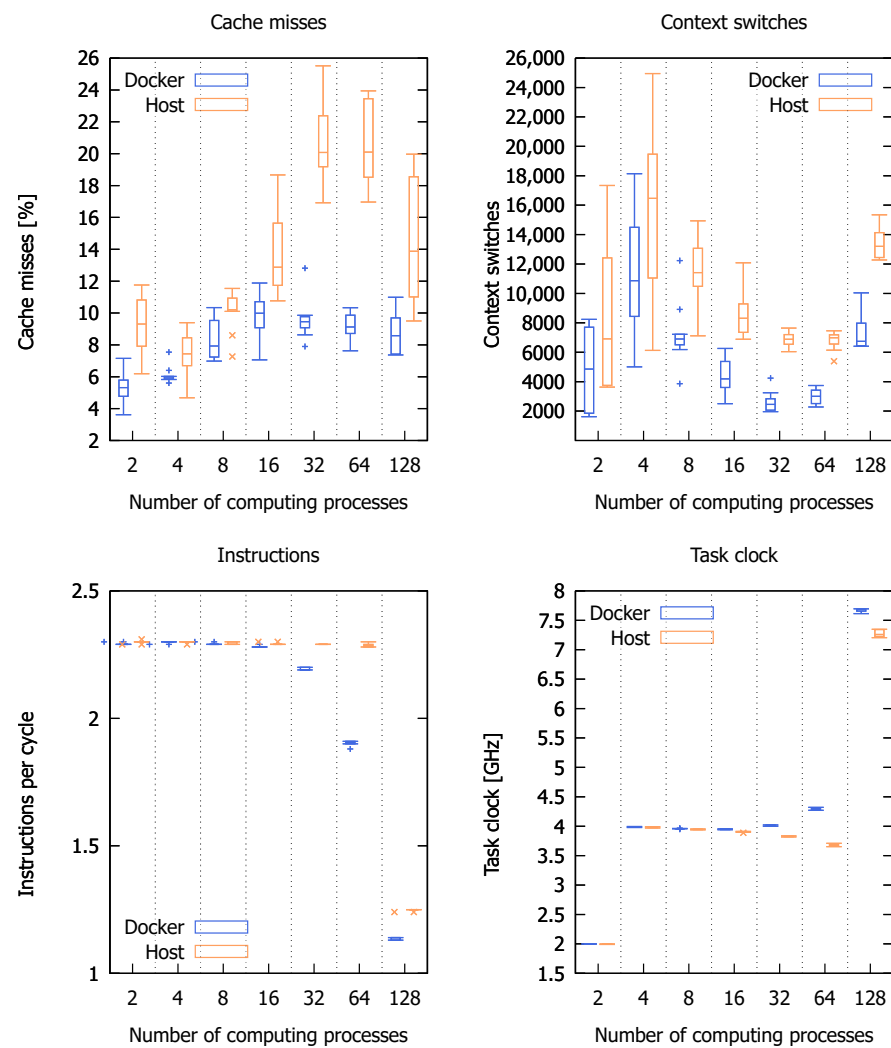 Cache misses
Cache misses [%]
26
24
22
20
18
16
14
12
10
8
6
4
2
Docker
Host
2 4 8 16 32 64 128
Number of computing processes
Context switches
Context switches
26,000
24,000
22,000
20,000
18,000
16,000
14,000
12,000
10,000
8000
6000
4000
2000
Docker
Host
2 4 8 16 32 64 128
Number of computing processes
Instructions
Instructions per cycle
2.5
2
1.5
1
Docker
Host
2 4 8 16 32 64 128
Number of computing processes
Task clock
Task clock [GHz]
8
7.5
7
6.5
6
5.5
5
4.5
4
3.5
3
2.5
2
1.5
Docker
Host
2 4 8 16 32 64 128
Number of computing processes